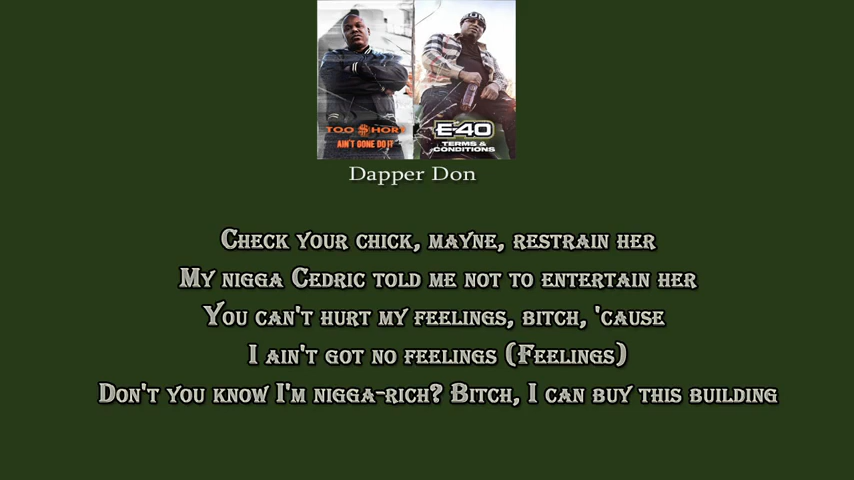 TOO $HORT
AIN'T GONE DO IT
E-40
TERMS &
CONDITIONS
Dapper Don
Check your chick, mayne, restrain her
My nigga Cedric told me not to entertain her
You can't hurt my feelings, bitch, 'cause
I ain't got no feelings (Feelings)
Don't you know I'm nigga-rich? Bitch, I can buy this building